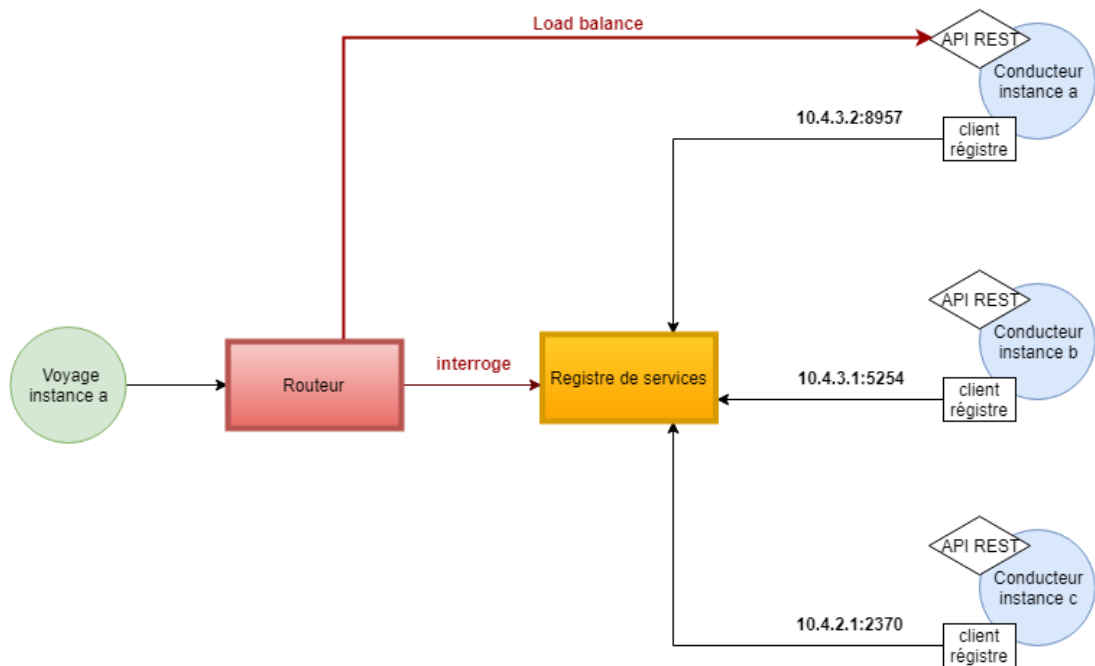 Load balance
API REST
Conducteur
instance a
10.4.3.2:8957
client
régistre
API REST
Conducteur
instance b
Voyage
instance a
Routeur
interroge
Registre de services
10.4.3.1:5254
client
régistre
API REST
Conducteur
instance c
10.4.2.1:2370
client
régistre